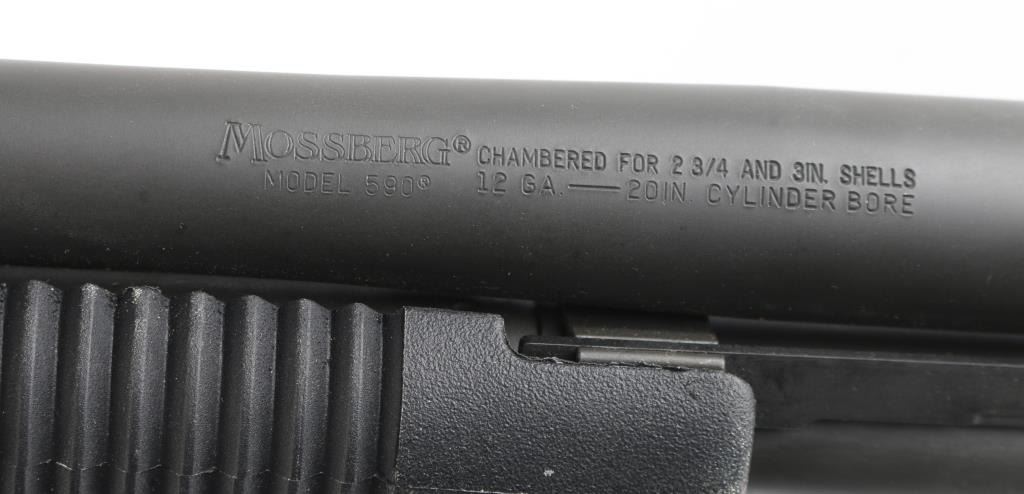 MOSSBERG® CHAMBERED FOR 2 3/4 AND 3IN. SHELLS
MODEL 590® 12 GA.—20IN. CYLINDER BORE